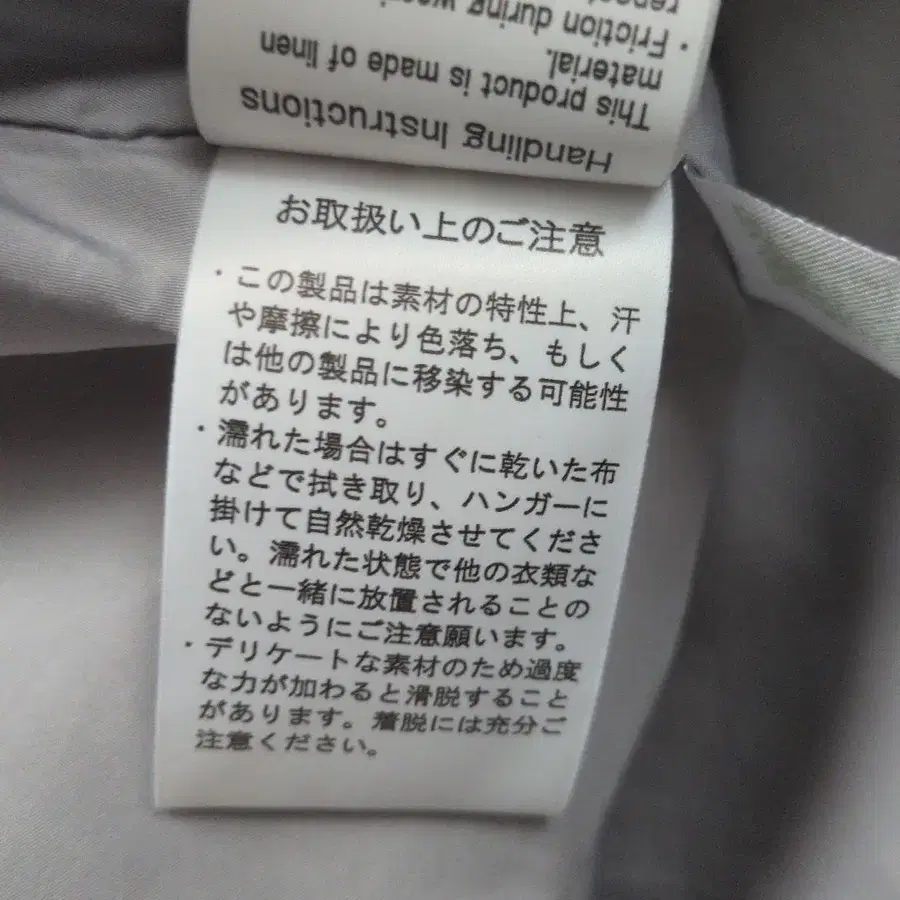 Handling Instructions
This product is made of linen
material.
・Friction during
お取扱い上のご注意
・この製品は素材の特性上、汗
や摩擦により色落ち、もしく
は他の製品に移染する可能性
があります。
・濡れた場合はすぐに乾いた布
などで拭き取り、ハンガーに
掛けて自然乾燥させてくださ
い。濡れた状態で他の衣類な
どと一緒に放置されることの
ないようにご注意願います。
・デリケートな素材のため過度
な力が加わると滑脱すること
があります。着脱には充分ご
注意ください。